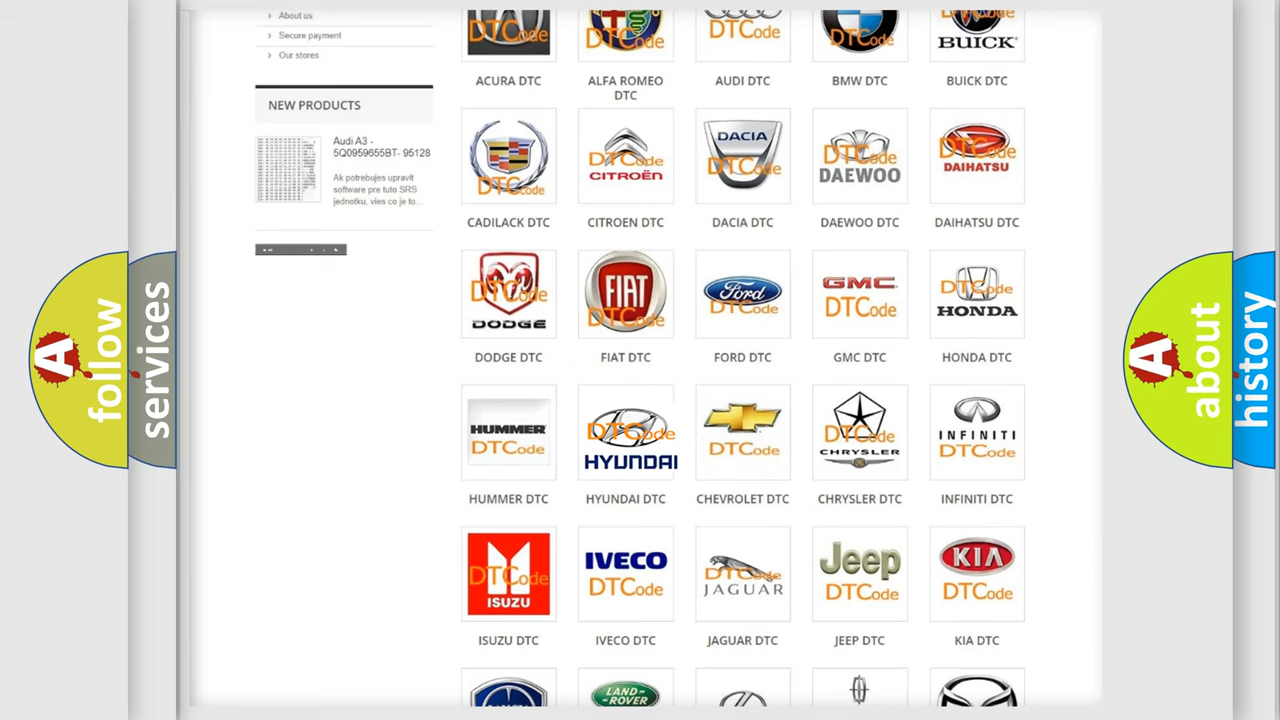 About us
Secure payment
Our stores
NEW PRODUCTS
Audi A3 -
5Q0959655BT- 95128
Ak potrebujes upravit
software pre tuto SRS
jednotku, vies co je to...
DTCode
DTCode
DTCode
DTCode
BUICK
ACURA DTC
ALFA ROMEO
DTC
AUDI DTC
BMW DTC
BUICK DTC
DTCode
DTCode
CITROËN
DACIA
DTCode
DTCode
DAEWOO
DTCode
DAIHATSU
CADILACK DTC
CITROEN DTC
DACIA DTC
DAEWOO DTC
DAIHATSU DTC
DTCode
DODGE
FIAT
DTCode
Ford
DTCode
GMC
DTCode
DTCode
HONDA
DODGE DTC
FIAT DTC
FORD DTC
GMC DTC
HONDA DTC
HUMMER
DTCode
DTCode
HYUNDAI
DTCode
DTCode
CHRYSLER
INFINITI
DTCode
HUMMER DTC
HYUNDAI DTC
CHEVROLET DTC
CHRYSLER DTC
INFINITI DTC
DTCode
ISUZU
IVECO
DTCode
DTCode
JAGUAR
Jeep
DTCode
KIA
DTCode
ISUZU DTC
IVECO DTC
JAGUAR DTC
JEEP DTC
KIA DTC
LAND-
ROVER
A
follow
services
A
about
history